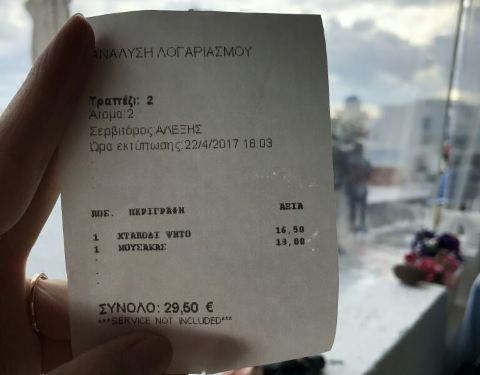 ΑΝΑΛΥΣΗ ΛΟΓΑΡΙΑΣΜΟΥ
Τραπέζι: 2
Άτομα:2
Σερβιτόρος:ΑΛΕΞΗΣ
Ώρα εκτύπωσης:22/4/2017 18:03
ΠΟΣ. ΠΕΡΙΓΡΑΦΗ ΑΞΙΑ
1 ΧΤΑΠΟΔΙ ΨΗΤΟ 16,50
1 ΜΟΥΣΑΚΑΣ 13,00
ΣΥΝΟΛΟ: 29,50 €
***SERVICE NOT INCLUDED***